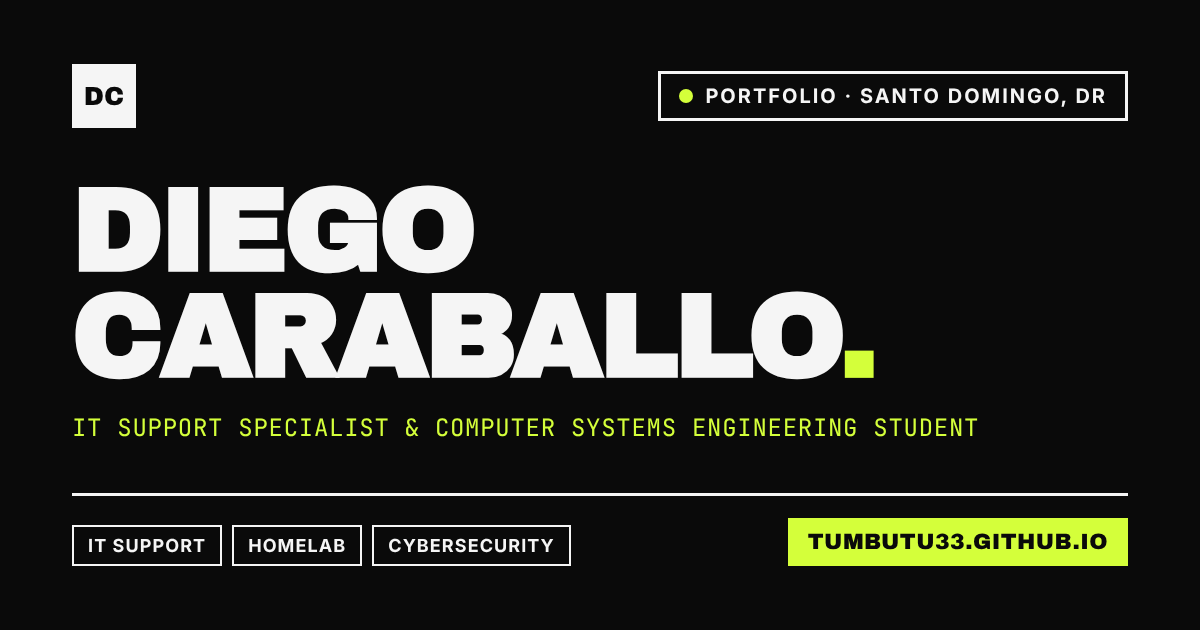 DC
PORTFOLIO · SANTO DOMINGO, DR
DIEGO
CARABALLO.
IT SUPPORT SPECIALIST & COMPUTER SYSTEMS ENGINEERING STUDENT
IT SUPPORT
HOMELAB
CYBERSECURITY
TUMBUTU33.GITHUB.IO